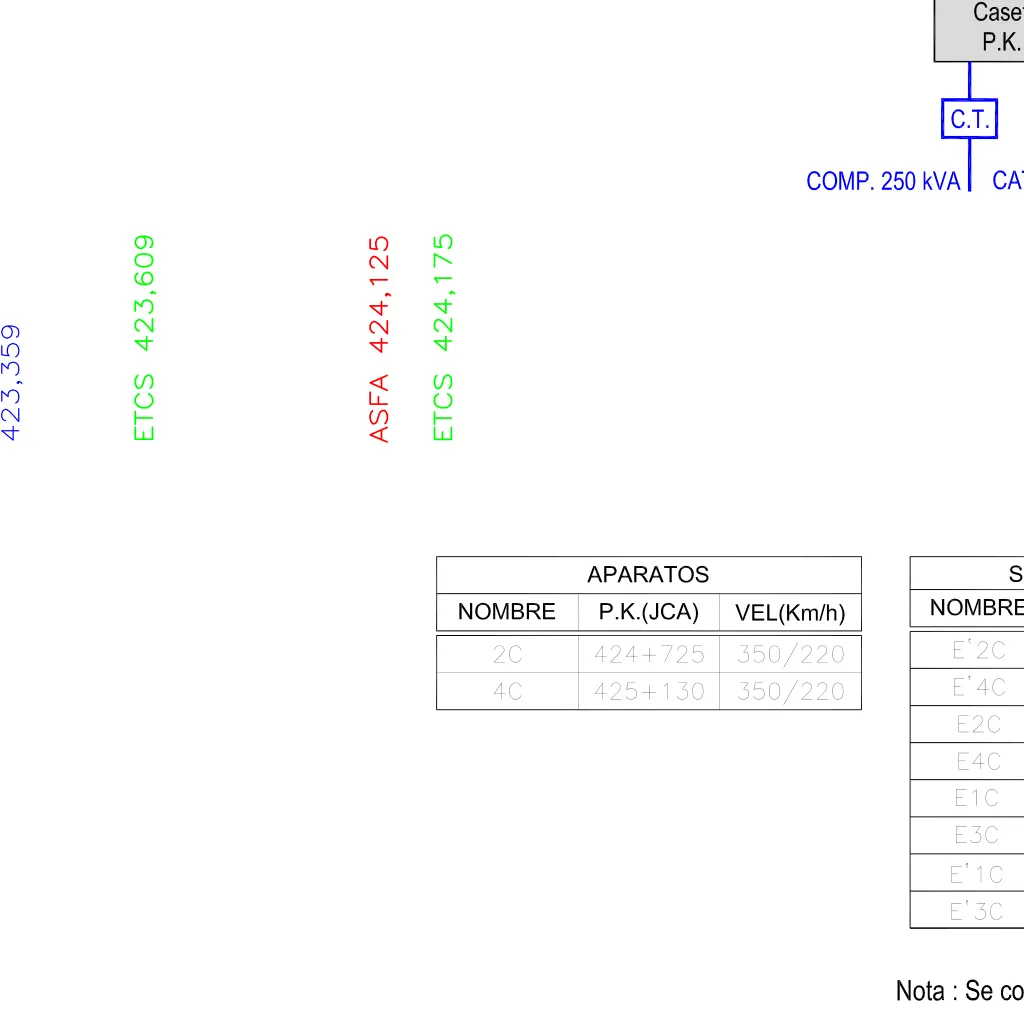 P.K.
C.T.
COMP. 250 kVA
423,359
ETCS 423,609
ASFA 424,125
ETCS 424,175
APARATOS
NOMBRE P.K.(JCA) VEL(Km/h)
2C 424+725 350/220
4C 425+130 350/220
NOMBRE
E'2C
E'4C
E2C
E4C
E1C
E3C
E'1C
E'3C
Nota : Se